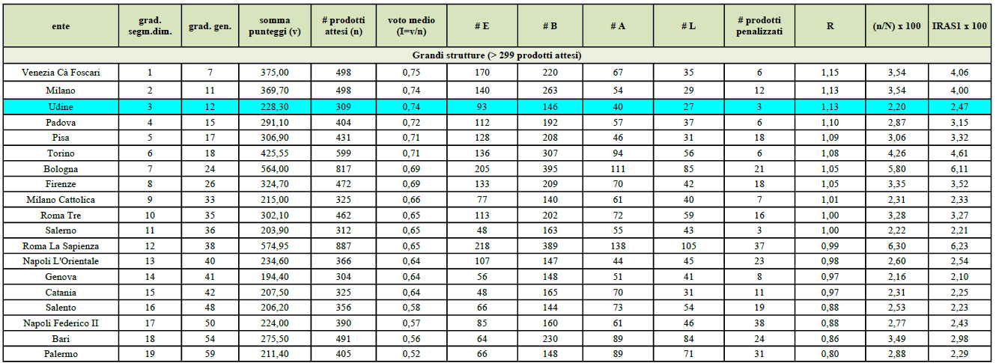 ente grad. segm.dim. grad. gen. somma punteggi (v) # prodotti attesi (n) voto medio (I=v/n) # E # B # A # L # prodotti penalizzati R (n/N) x 100 IRAS1 x 100
Grandi strutture (> 299 prodotti attesi)
Venezia Cà Foscari 1 7 375,00 498 0,75 170 220 67 35 6 1,15 3,54 4,06
Milano 2 11 369,70 498 0,74 140 263 54 29 12 1,13 3,54 4,00
Udine 3 12 228,30 309 0,74 93 146 40 27 3 1,13 2,20 2,47
Padova 4 15 291,10 404 0,72 112 192 57 37 6 1,10 2,87 3,15
Pisa 5 17 306,90 431 0,71 128 208 46 31 18 1,09 3,06 3,32
Torino 6 18 425,55 599 0,71 136 307 94 56 6 1,08 4,26 4,61
Bologna 7 24 564,00 817 0,69 205 395 111 85 21 1,05 5,80 6,11
Firenze 8 26 324,70 472 0,69 133 209 70 42 18 1,05 3,35 3,52
Milano Cattolica 9 33 215,00 325 0,66 77 140 61 40 7 1,01 2,31 2,33
Roma Tre 10 35 302,10 462 0,65 113 202 72 59 16 1,00 3,28 3,27
Salerno 11 36 203,90 312 0,65 48 163 55 43 3 1,00 2,22 2,21
Roma La Sapienza 12 38 574,95 887 0,65 218 389 138 105 37 0,99 6,30 6,23
Napoli L'Orientale 13 40 234,60 366 0,64 107 147 44 45 23 0,98 2,60 2,54
Genova 14 41 194,40 304 0,64 56 148 51 41 8 0,97 2,16 2,10
Catania 15 42 207,50 325 0,64 48 165 70 31 11 0,97 2,31 2,25
Salento 16 48 206,20 356 0,58 66 144 73 54 19 0,88 2,53 2,23
Napoli Federico II 17 50 224,00 390 0,57 85 160 61 46 38 0,88 2,77 2,43
Bari 18 54 275,50 491 0,56 64 230 89 84 24 0,86 3,49 2,98
Palermo 19 59 211,40 405 0,52 66 148 89 71 31 0,80 2,88 2,29